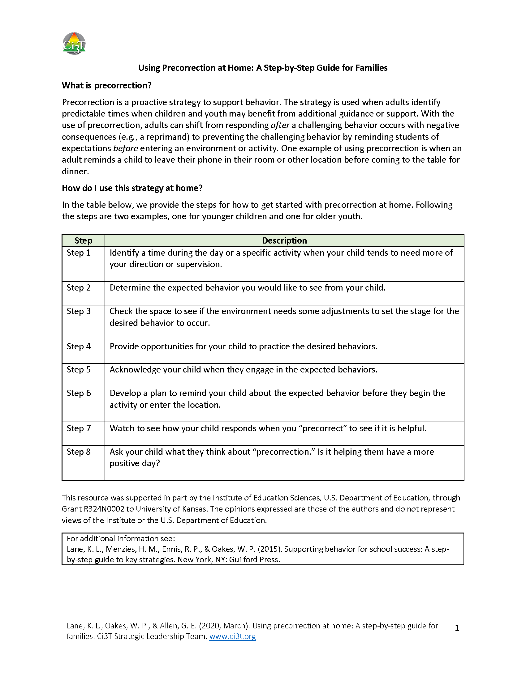 Using Precorrection at Home: A Step-by-Step Guide for Families
What is precorrection?
Precorrection is a proactive strategy to support behavior. The strategy is used when adults identify
predictable times when children and youth may benefit from additional guidance or support. With the
use of precorrection, adults can shift from responding after a challenging behavior occurs with negative
consequences (e.g., a reprimand) to preventing the challenging behavior by reminding students of
expectations before entering an environment or activity. One example of using precorrection is when an
adult reminds a child to leave their phone in their room or other location before coming to the table for
dinner.
How do I use this strategy at home?
In the table below, we provide the steps for how to get started with precorrection at home. Following
the steps are two examples, one for younger children and one for older youth.
Step Description
Step 1 Identify a time during the day or a specific activity when your child tends to need more of
your direction or supervision.
Step 2 Determine the expected behavior you would like to see from your child.
Step 3 Check the space to see if the environment needs some adjustments to set the stage for the
desired behavior to occur.
Step 4 Provide opportunities for your child to practice the desired behaviors.
Step 5 Acknowledge your child when they engage in the expected behaviors.
Step 6 Develop a plan to remind your child about the expected behavior before they begin the
activity or enter the location.
Step 7 Watch to see how your child responds when you "precorrect" to see if it is helpful.
Step 8 Ask your child what they think about "precorrection." Is it helping them have a more
positive day?
This resource was supported in part by the Institute of Education Sciences, U.S. Department of Education, through
Grant R324N0002 to University of Kansas. The opinions expressed are those of the authors and do not represent
views of the Institute or the U.S. Department of Education.
For additional information see:
Lane, K. L., Menzies, H. M., Ennis, R. P., & Oakes, W. P. (2015). Supporting behavior for school success: A step-
by-step guide to key strategies. New York, NY: Guilford Press.
Lane, K. L., Oakes, W. P., & Allen, G. E. (2020, March). Using precorrection at home: A step-by-step guide for
families. Ci3T Strategic Leadership Team. www.ci3t.org
1